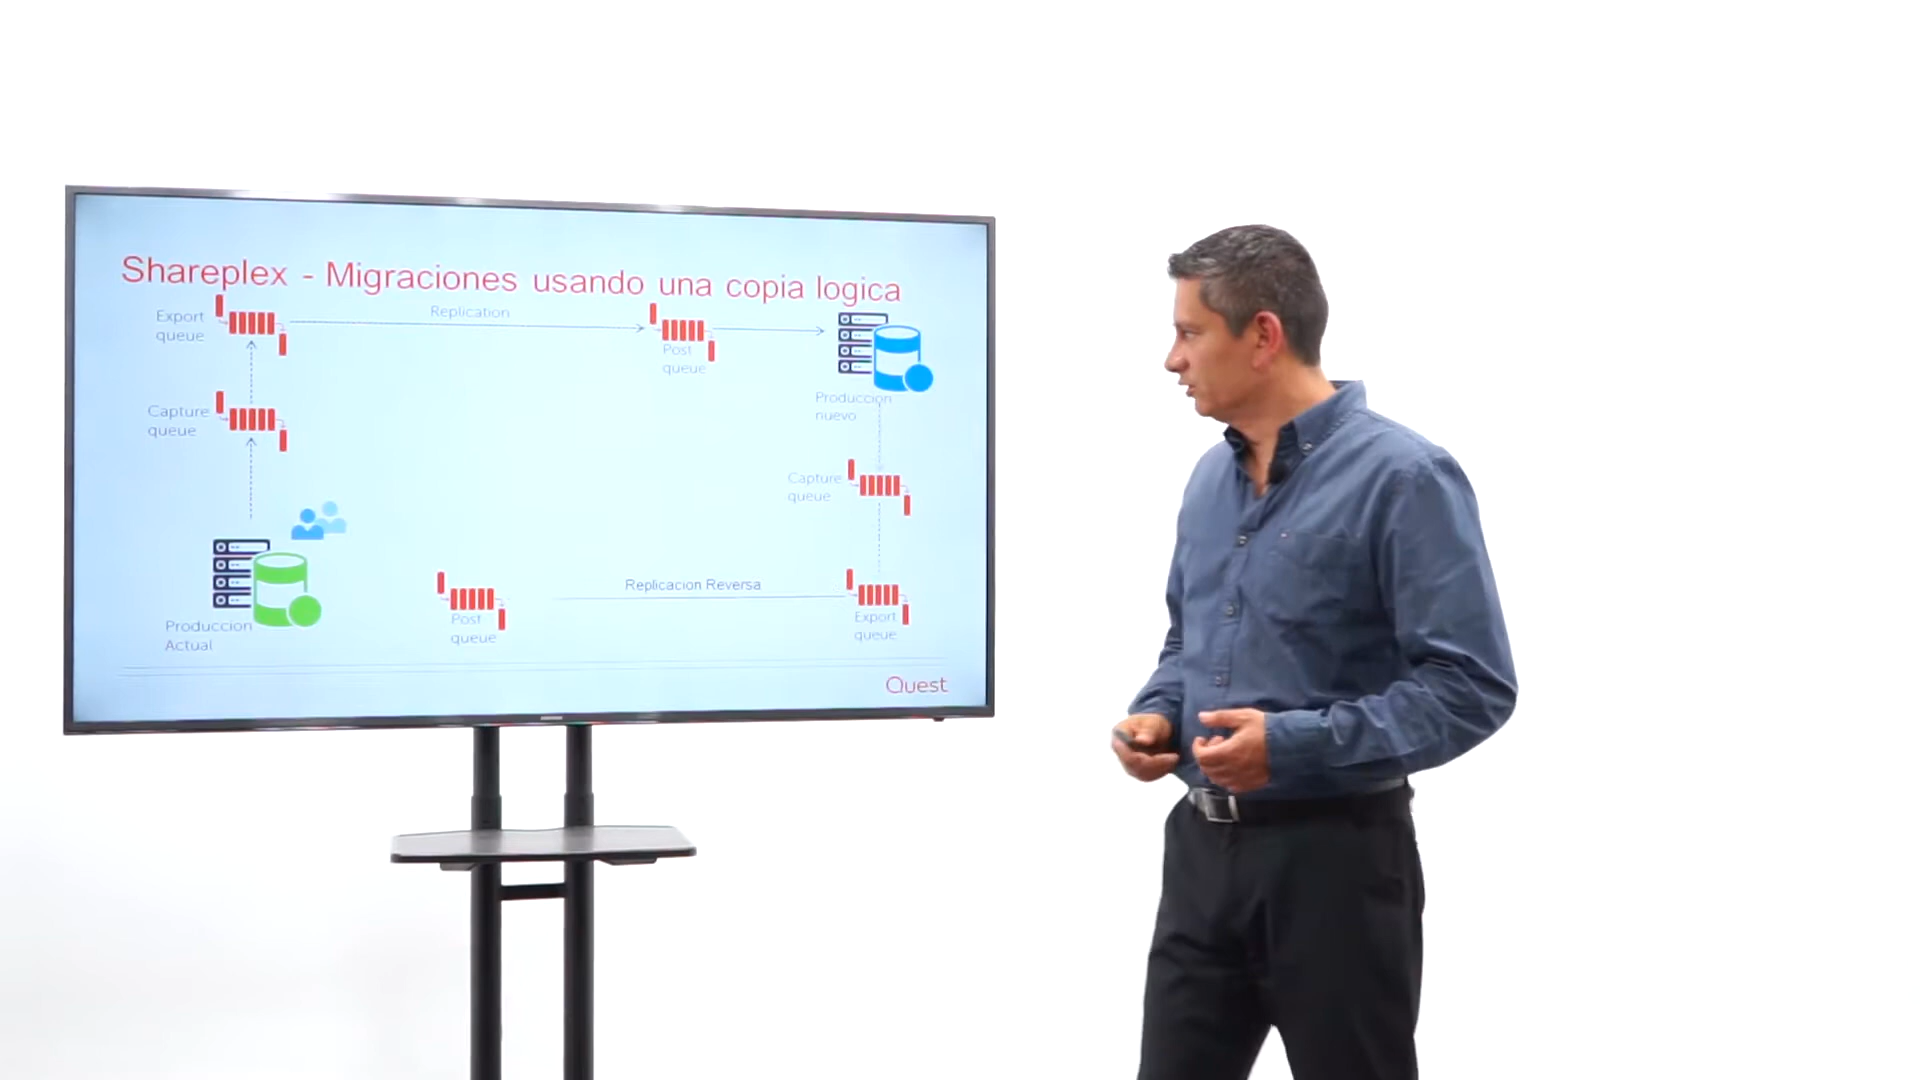 Shareplex - Migraciones usando una copia logica
Export
queue
Replication
Post
queue
Produccion
nuevo
Capture
queue
Capture
queue
Replicacion Reversa
Post
queue
Export
queue
Produccion
Actual
Quest